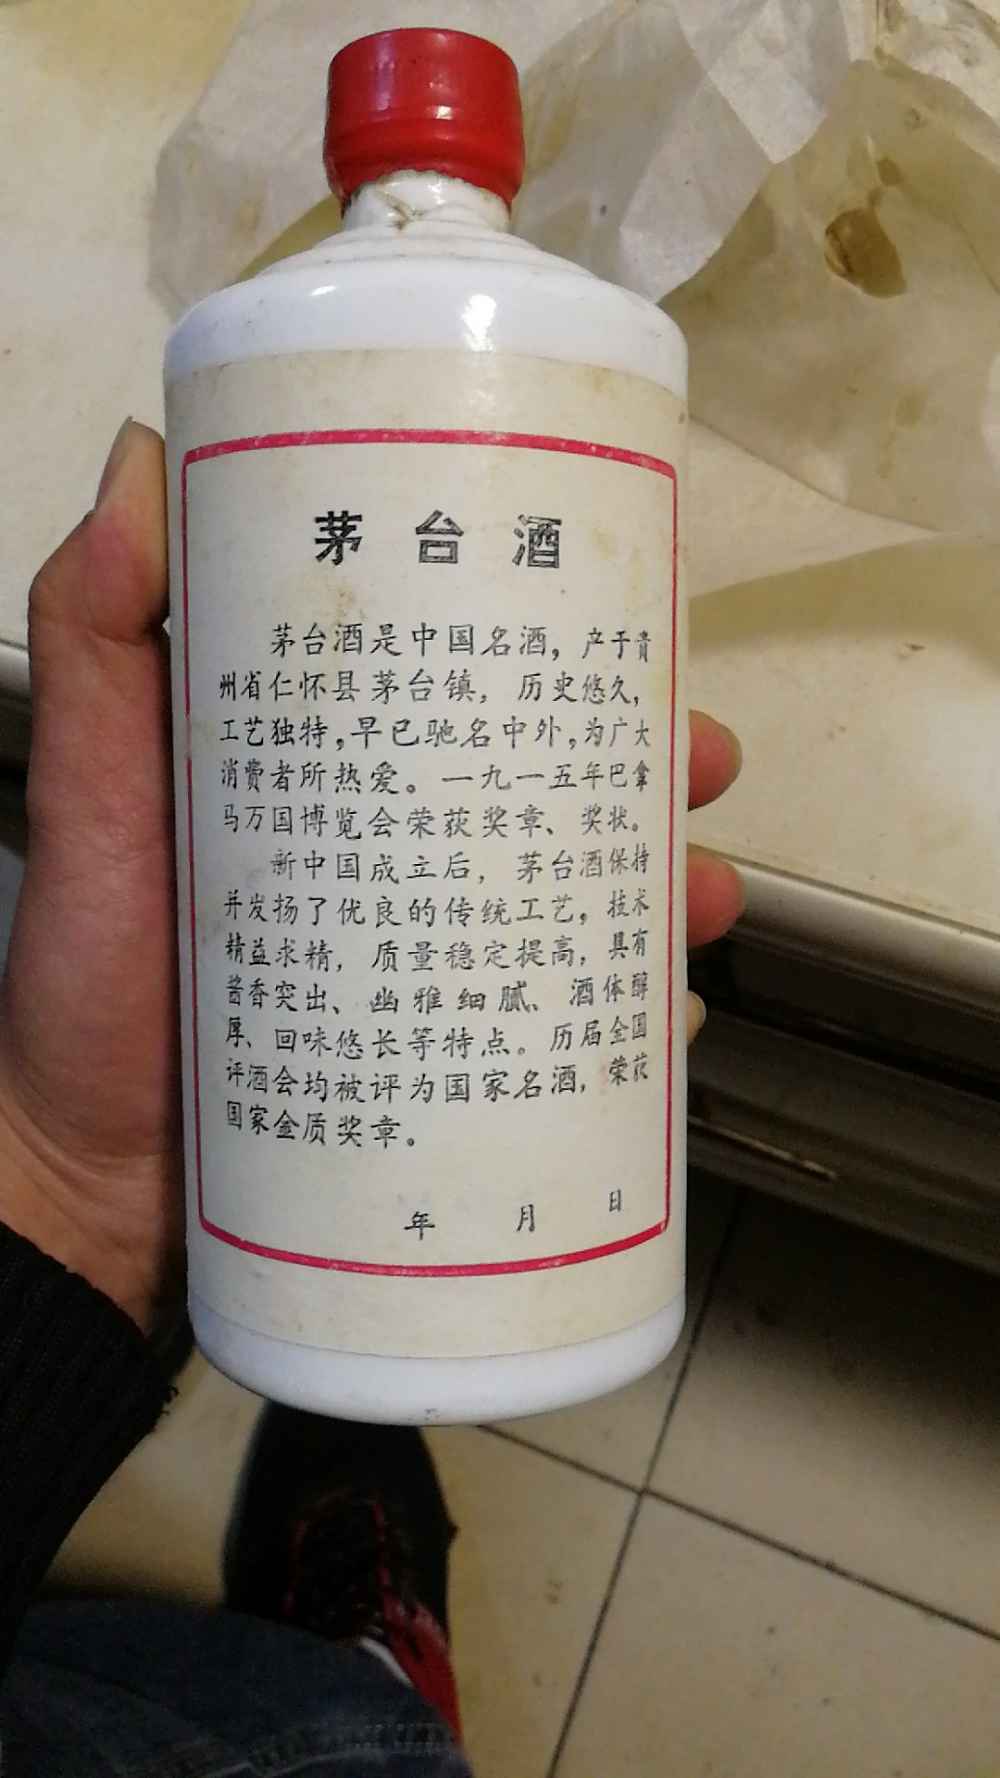 茅台酒
茅台酒是中国名酒，产于贵
州省仁怀县茅台镇，历史悠久，
工艺独特，早已驰名中外，为广大
消费者所热爱。一九一五年巴拿
马万国博览会荣获奖章、奖状。
新中国成立后，茅台酒保持
并发扬了优良的传统工艺，技术
精益求精，质量稳定提高，具有
酱香突出、幽雅细腻、酒体醇
厚、回味悠长等特点。历届全国
评酒会均被评为国家名酒，荣获
国家金质奖章。
年 月 日